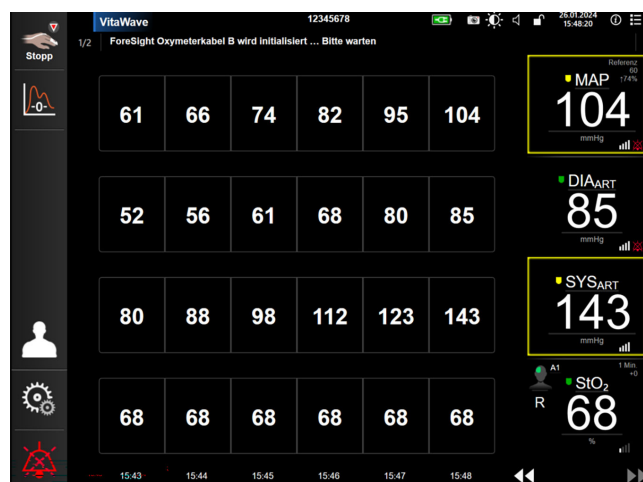 VitaWave
12345678
26.01.2024
15:48:20
Stopp
1/2
ForeSight Oxymeterkabel B wird initialisiert … Bitte warten
-0-
61 66 74 82 95 104
Referenz
60
↑74%
MAP
104
mmHg
52 56 61 68 80 85
DIAART
85
mmHg
80 88 98 112 123 143
SYSART
143
mmHg
68 68 68 68 68 68
A1
1 Min.
+0
StO₂
R
68
%
15:43 15:44 15:45 15:46 15:47 15:48